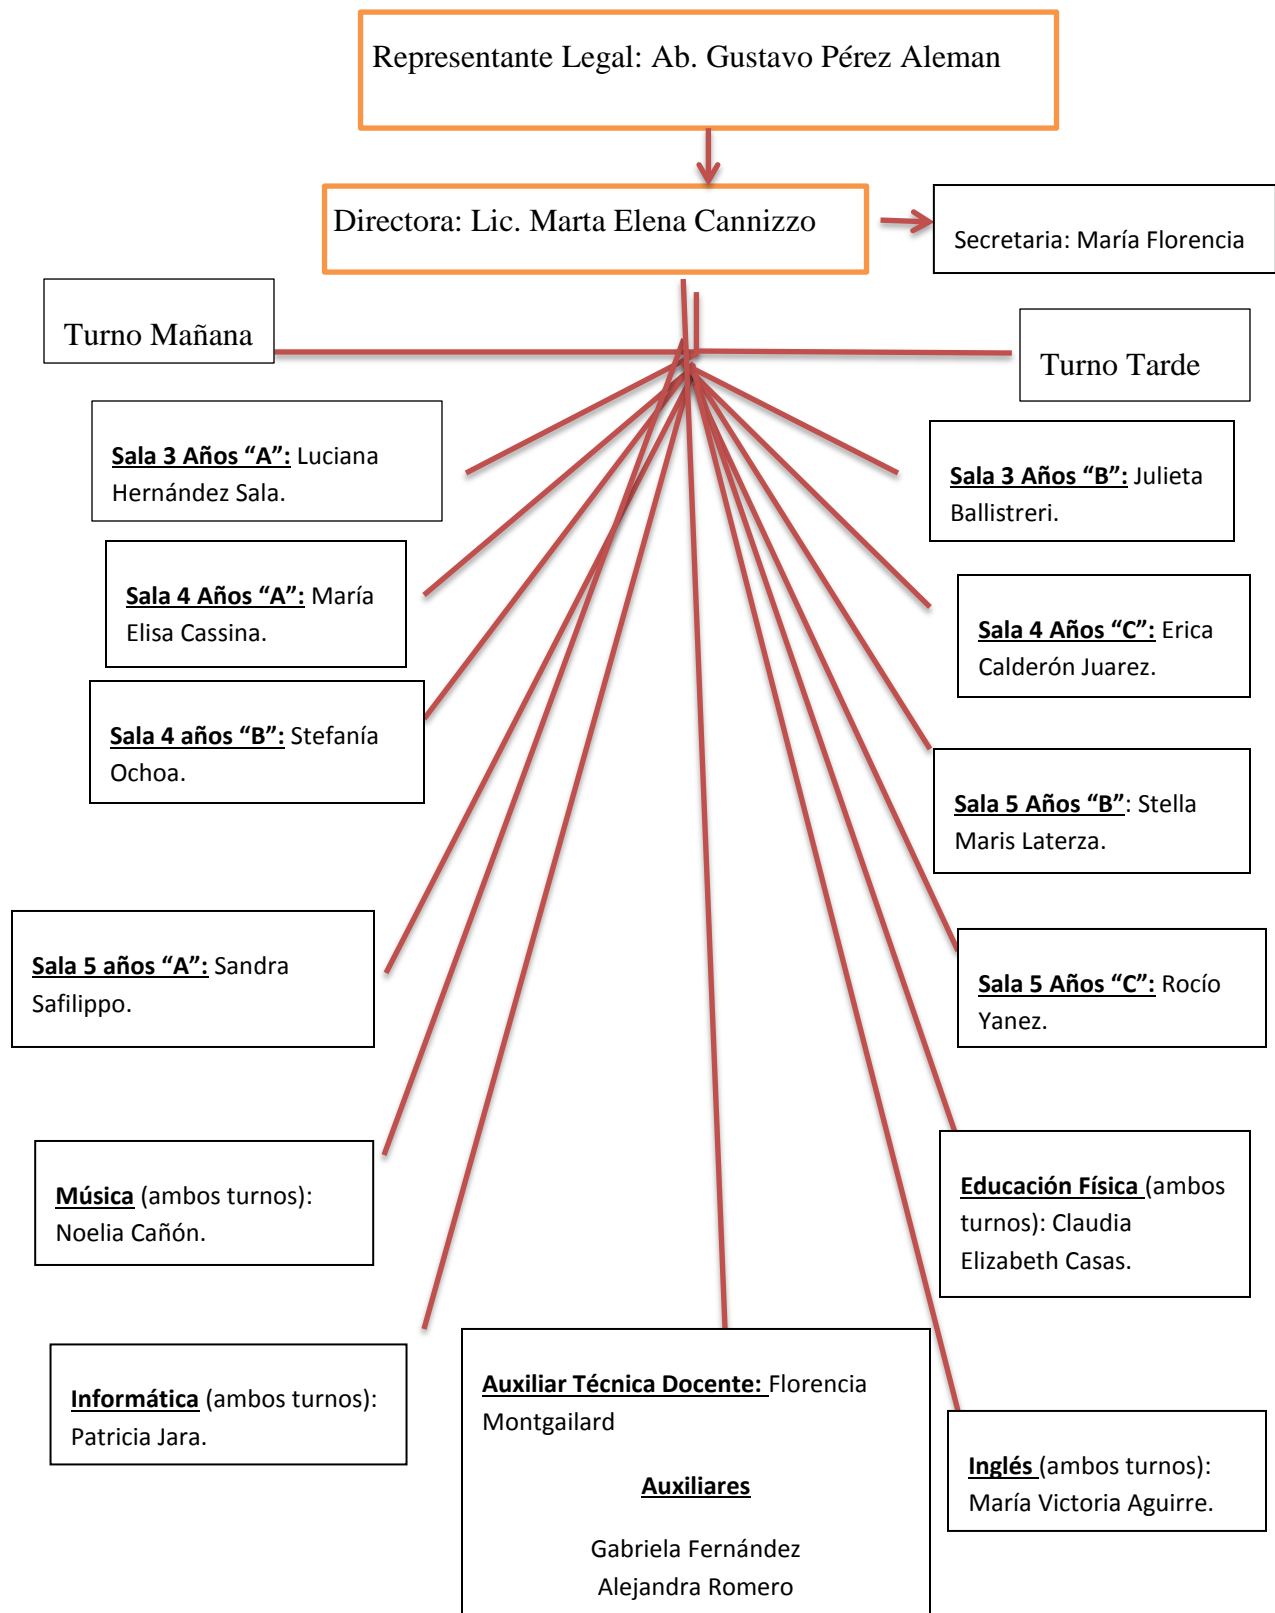 Representante Legal: Ab. Gustavo Pérez Aleman
Directora: Lic. Marta Elena Cannizzo
Secretaria: María Florencia
Turno Mañana
Turno Tarde
Sala 3 Años “A”: Luciana
Hernández Sala.
Sala 3 Años “B”: Julieta
Ballistreri.
Sala 4 Años “A”: María
Elisa Cassina.
Sala 4 Años “C”: Erica
Calderón Juarez.
Sala 4 años “B”: Stefanía
Ochoa.
Sala 5 Años “B”: Stella
Maris Laterza.
Sala 5 años “A”: Sandra
Safilippo.
Sala 5 Años “C”: Rocío
Yanez.
Música (ambos turnos):
Noelia Cañón.
Educación Física (ambos
turnos): Claudia
Elizabeth Casas.
Informática (ambos turnos):
Patricia Jara.
Auxiliar Técnica Docente: Florencia
Montgailard
Auxiliares
Gabriela Fernández
Alejandra Romero
Inglés (ambos turnos):
María Victoria Aguirre.